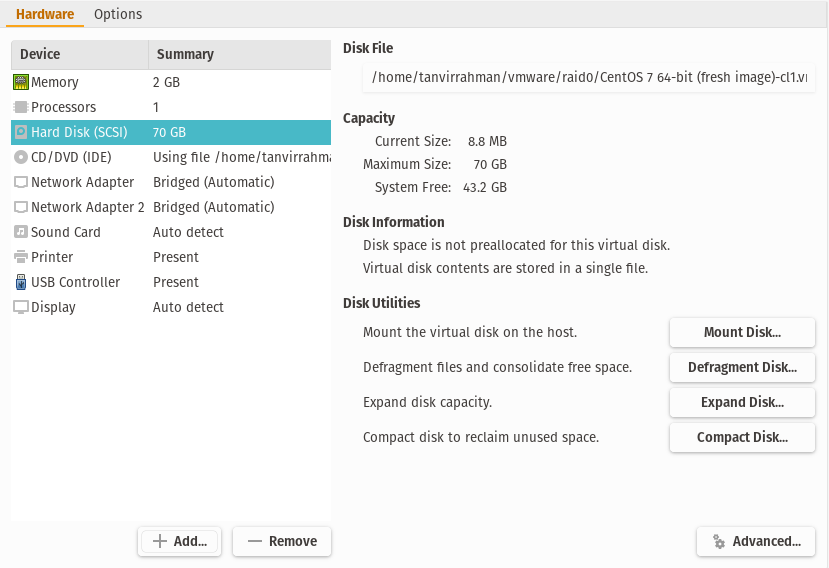 Hardware Options
Device Summary
Memory 2 GB
Processors 1
Hard Disk (SCSI) 70 GB
CD/DVD (IDE) Using file /home/tanvirrahma
Network Adapter Bridged (Automatic)
Network Adapter 2 Bridged (Automatic)
Sound Card Auto detect
Printer Present
USB Controller Present
Display Auto detect
Add... Remove
Disk File
/home/tanvirrahman/vmware/raid0/CentOS 7 64-bit (fresh image)-cl1.vr
Capacity
Current Size: 8.8 MB
Maximum Size: 70 GB
System Free: 43.2 GB
Disk Information
Disk space is not preallocated for this virtual disk.
Virtual disk contents are stored in a single file.
Disk Utilities
Mount the virtual disk on the host. Mount Disk...
Defragment files and consolidate free space. Defragment Disk...
Expand disk capacity. Expand Disk...
Compact disk to reclaim unused space. Compact Disk...
Advanced...